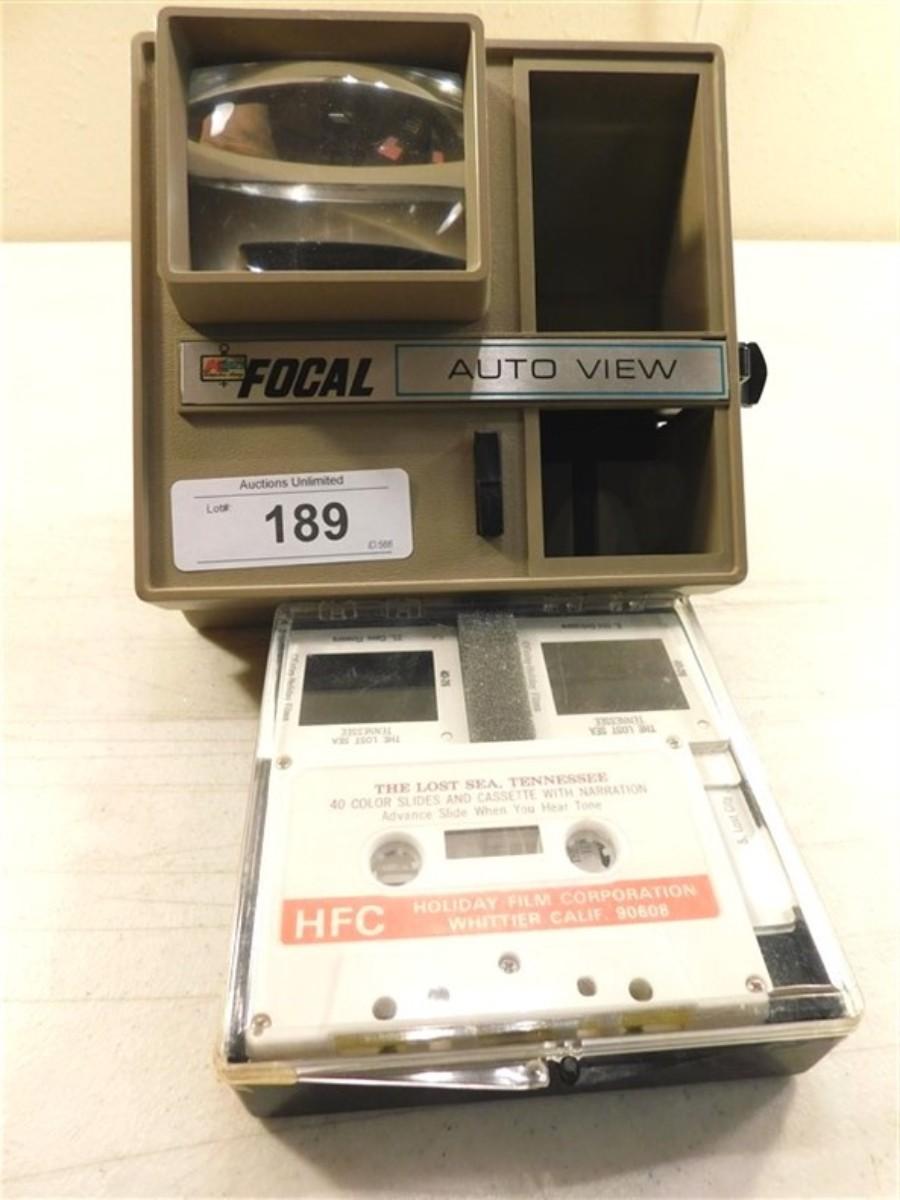 FOCAL AUTO VIEW
Auctions Unlimited
Lot#: 189
iD:566
THE LOST SEA
TENNESSEE
THE LOST SEA
TENNESSEE
THE LOST SEA, TENNESSEE
40 COLOR SLIDES AND CASSETTE WITH NARRATION
Advance Slide When You Hear Tone
HFC
HOLIDAY FILM CORPORATION
WHITTIER CALIF. 90608